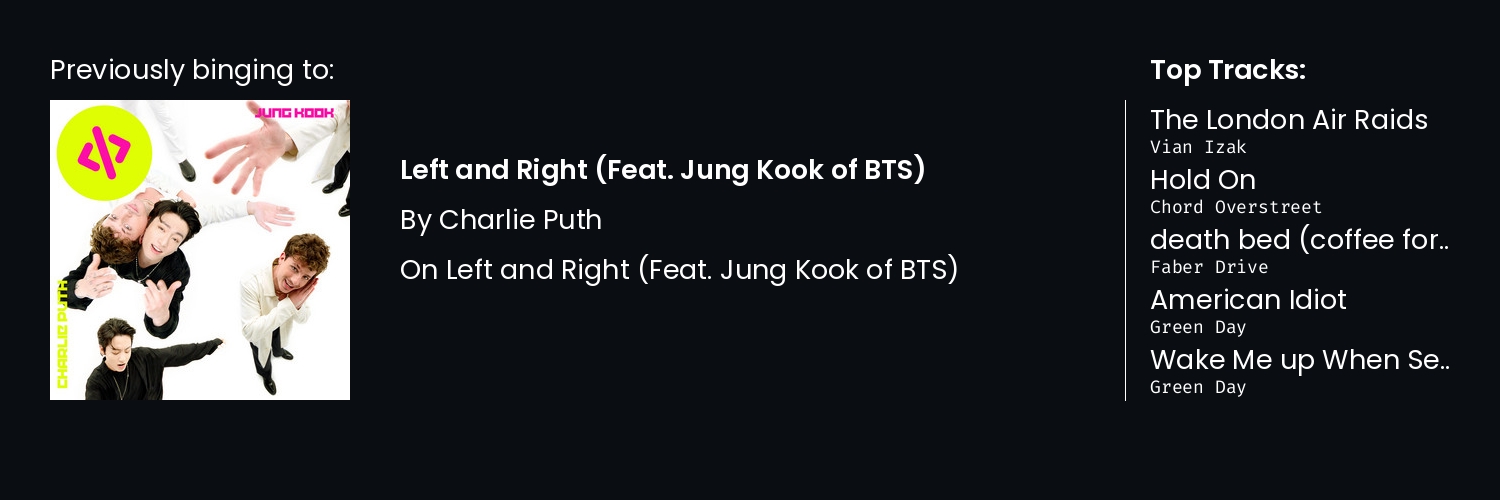 Previously binging to:
JUNG KOOK
CHARLIE PUTH
Left and Right (Feat. Jung Kook of BTS)
By Charlie Puth
On Left and Right (Feat. Jung Kook of BTS)
Top Tracks:
The London Air Raids
Vian Izak
Hold On
Chord Overstreet
death bed (coffee for..
Faber Drive
American Idiot
Green Day
Wake Me up When Se..
Green Day